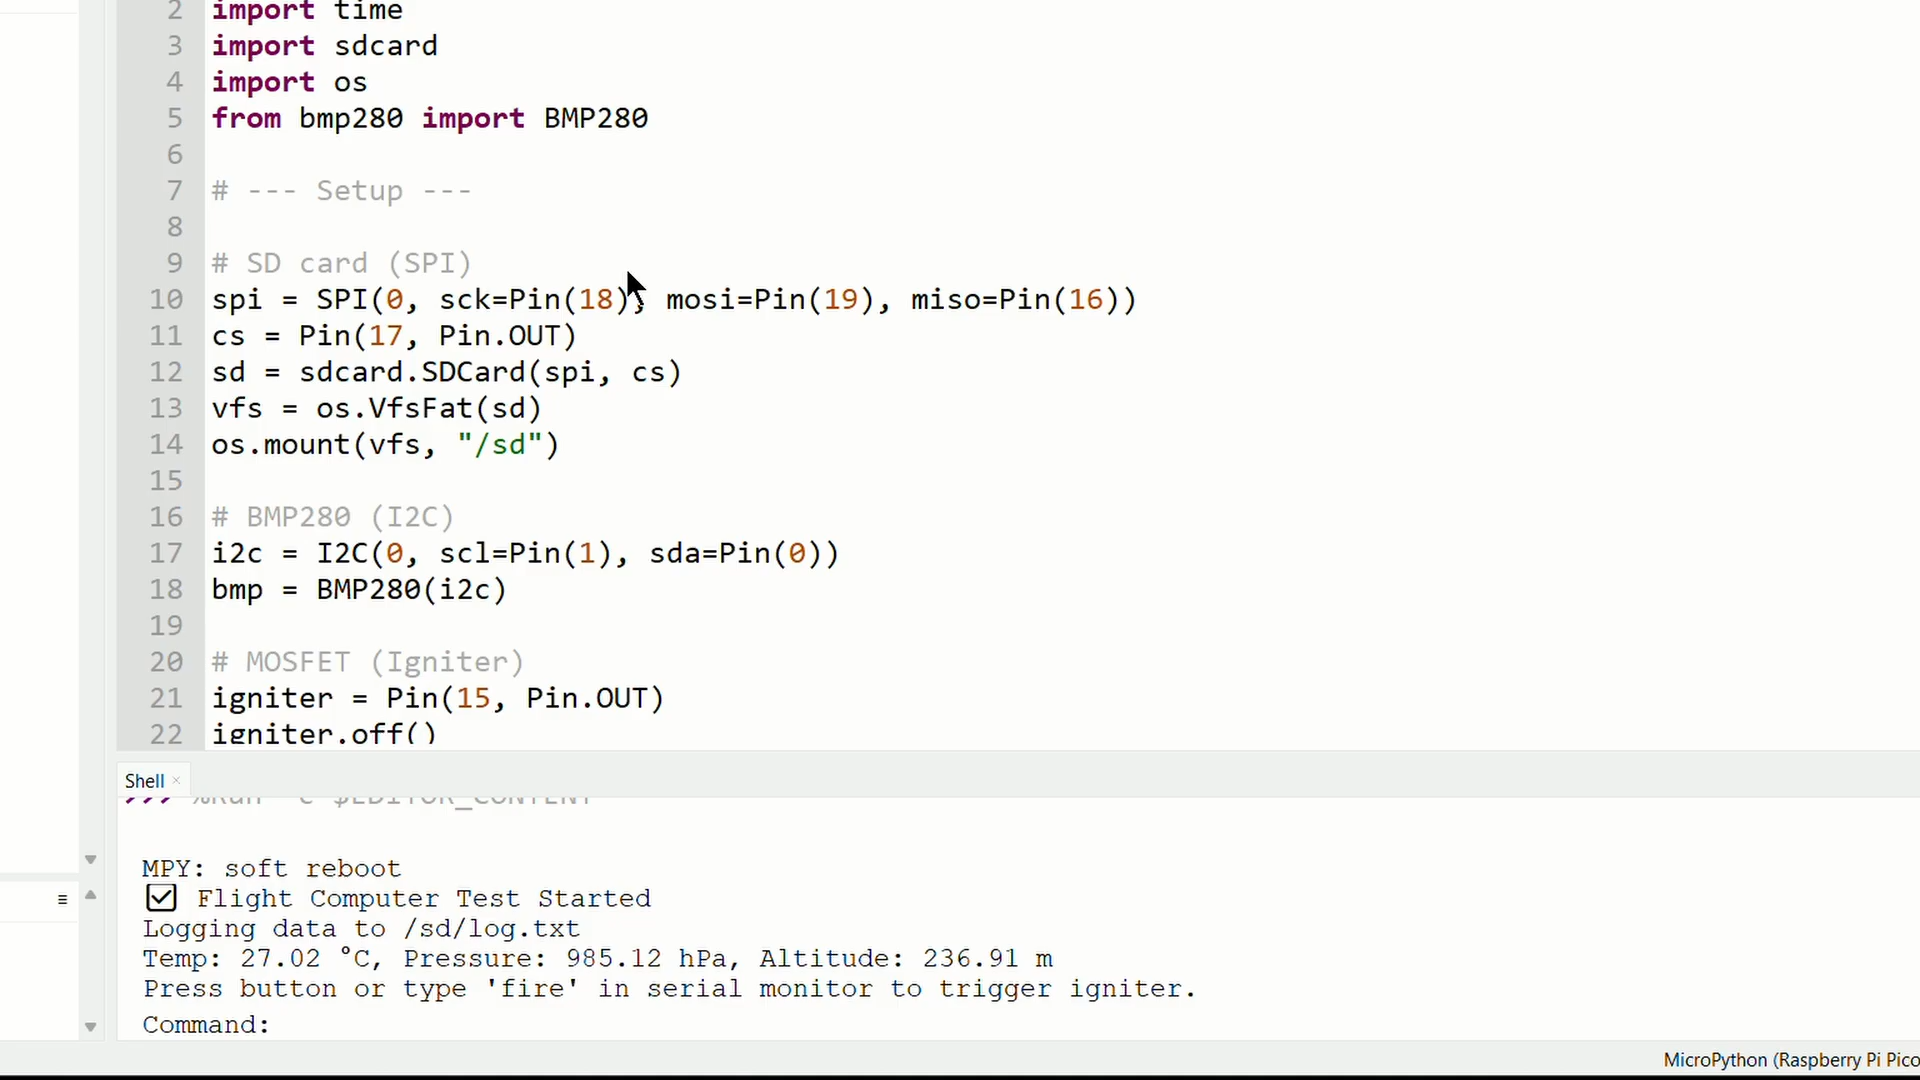 2 import time
3 import sdcard
4 import os
5 from bmp280 import BMP280
6
7 # --- Setup ---
8
9 # SD card (SPI)
10 spi = SPI(0, sck=Pin(18), mosi=Pin(19), miso=Pin(16))
11 cs = Pin(17, Pin.OUT)
12 sd = sdcard.SDCard(spi, cs)
13 vfs = os.VfsFat(sd)
14 os.mount(vfs, "/sd")
15
16 # BMP280 (I2C)
17 i2c = I2C(0, scl=Pin(1), sda=Pin(0))
18 bmp = BMP280(i2c)
19
20 # MOSFET (Igniter)
21 igniter = Pin(15, Pin.OUT)
22 igniter.off()
Shell ×
>>> %Run -c $EDITOR_CONTENT
MPY: soft reboot
☑ Flight Computer Test Started
Logging data to /sd/log.txt
Temp: 27.02 °C, Pressure: 985.12 hPa, Altitude: 236.91 m
Press button or type 'fire' in serial monitor to trigger igniter.
Command:
MicroPython (Raspberry Pi Pico